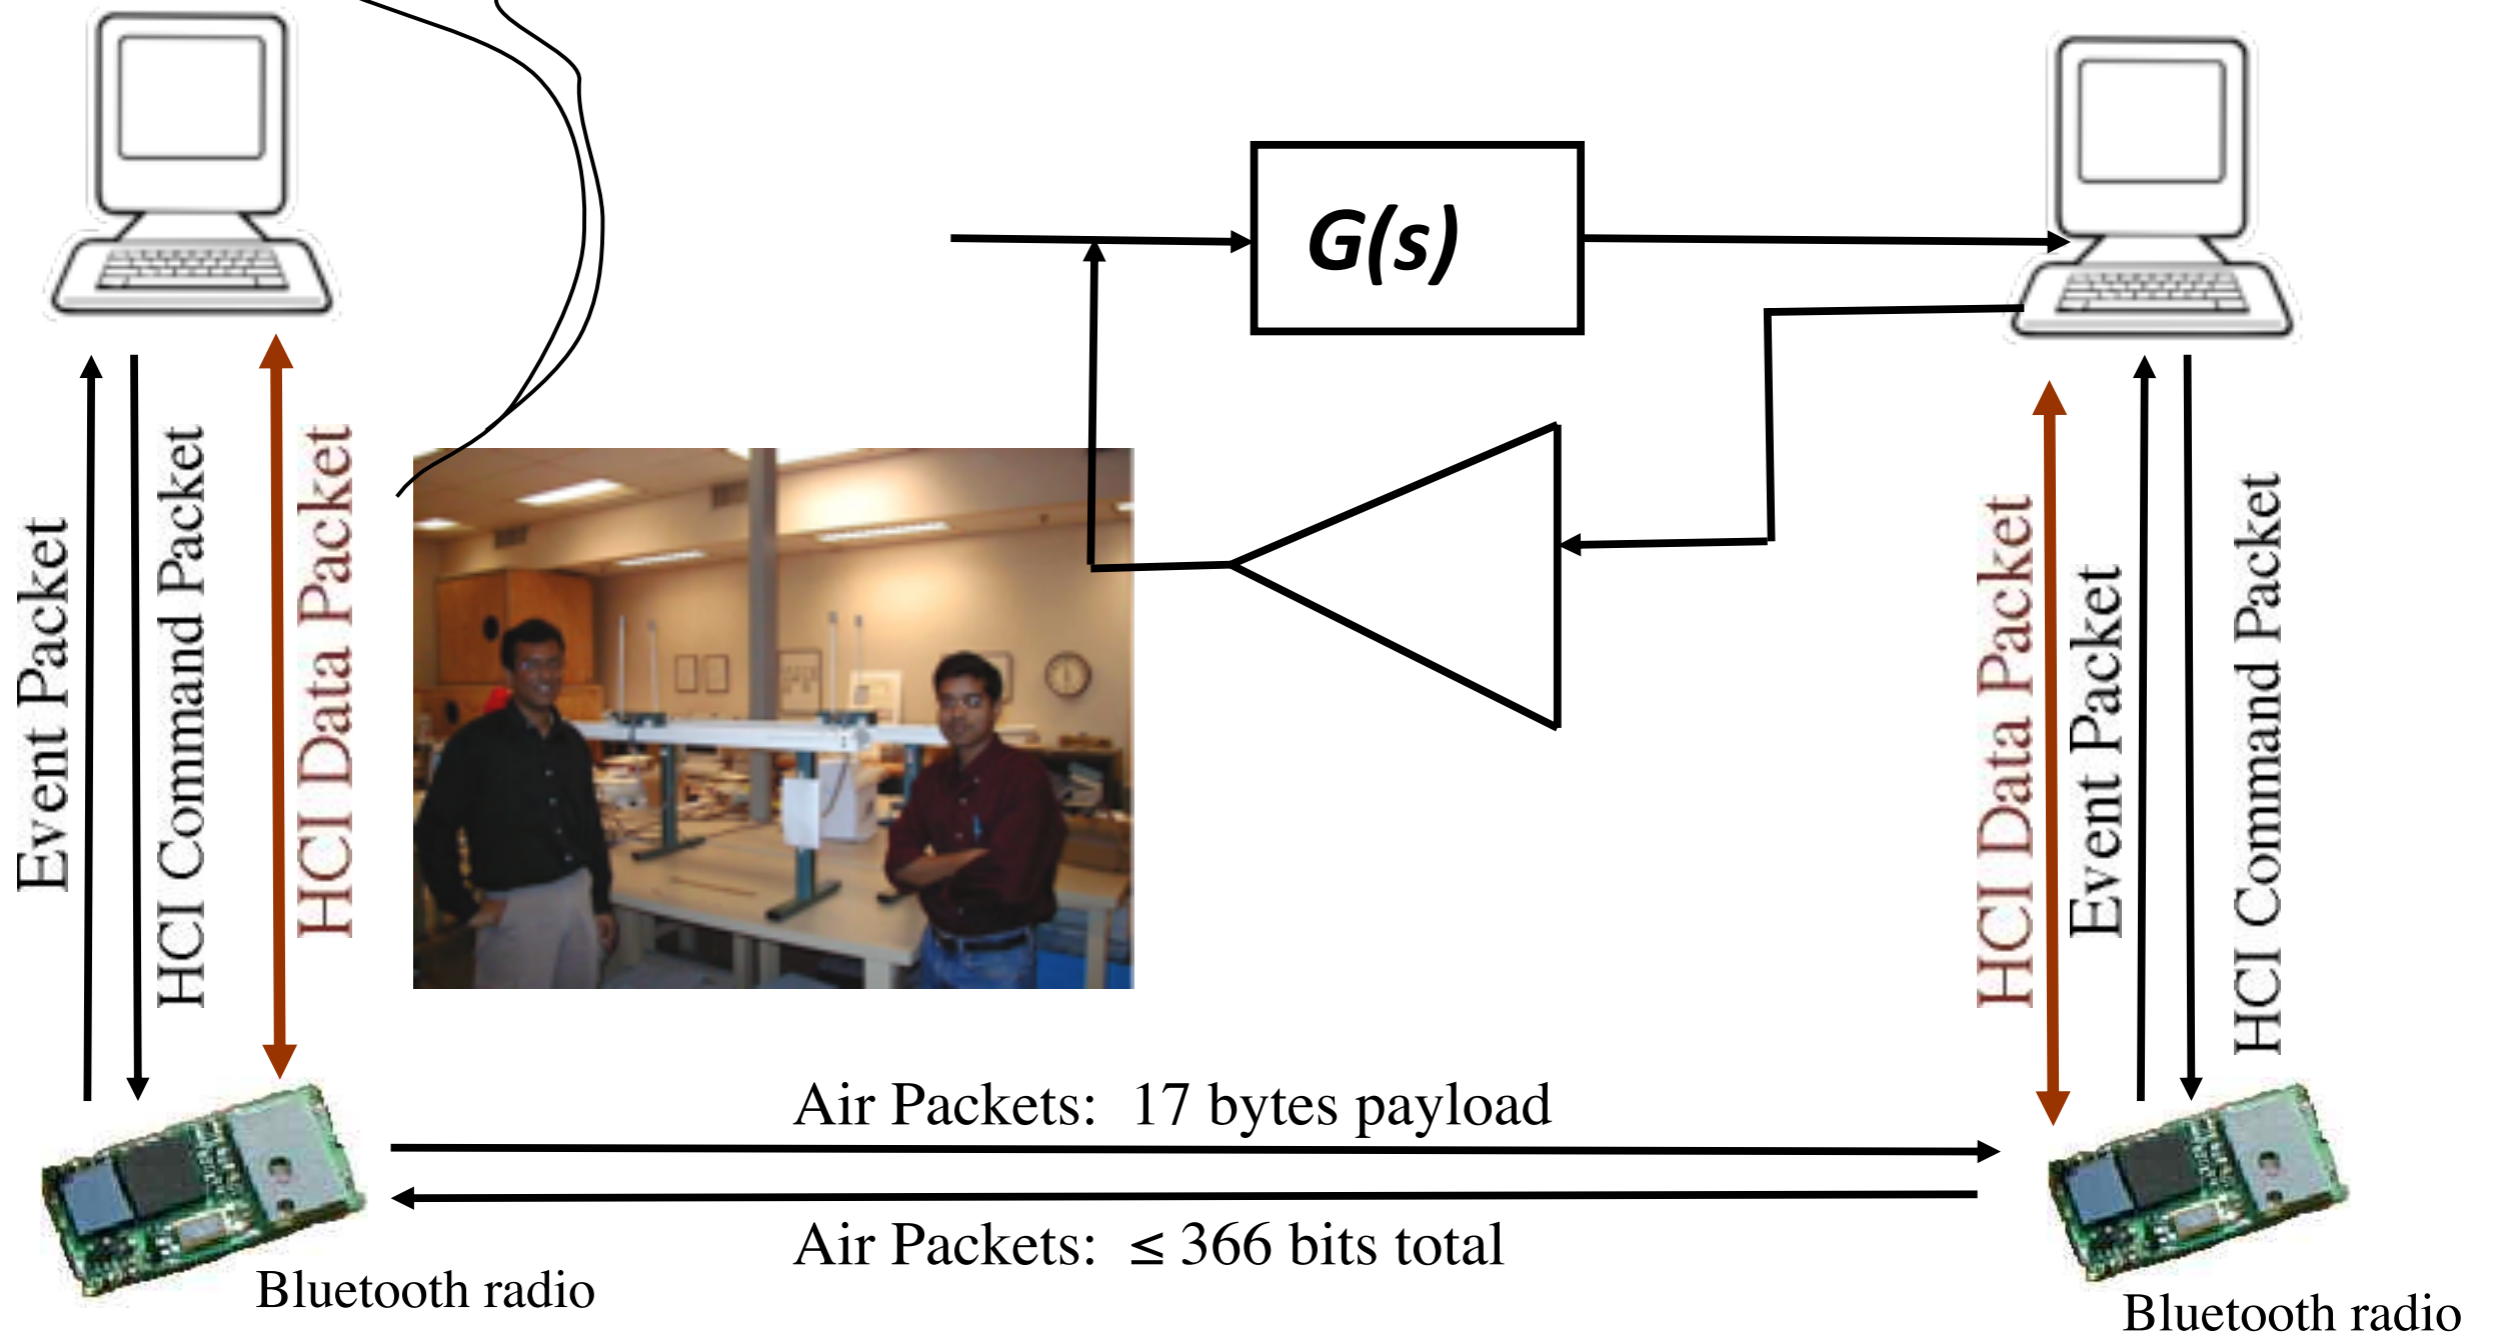 G(s)
Event Packet
HCI Command Packet
HCI Data Packet
HCI Data Packet
Event Packet
HCI Command Packet
Air Packets: 17 bytes payload
Air Packets: ≤ 366 bits total
Bluetooth radio
Bluetooth radio